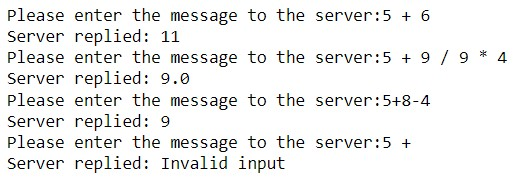 Please enter the message to the server:5 + 6
Server replied: 11
Please enter the message to the server:5 + 9 / 9 * 4
Server replied: 9.0
Please enter the message to the server:5+8-4
Server replied: 9
Please enter the message to the server:5 +
Server replied: Invalid input